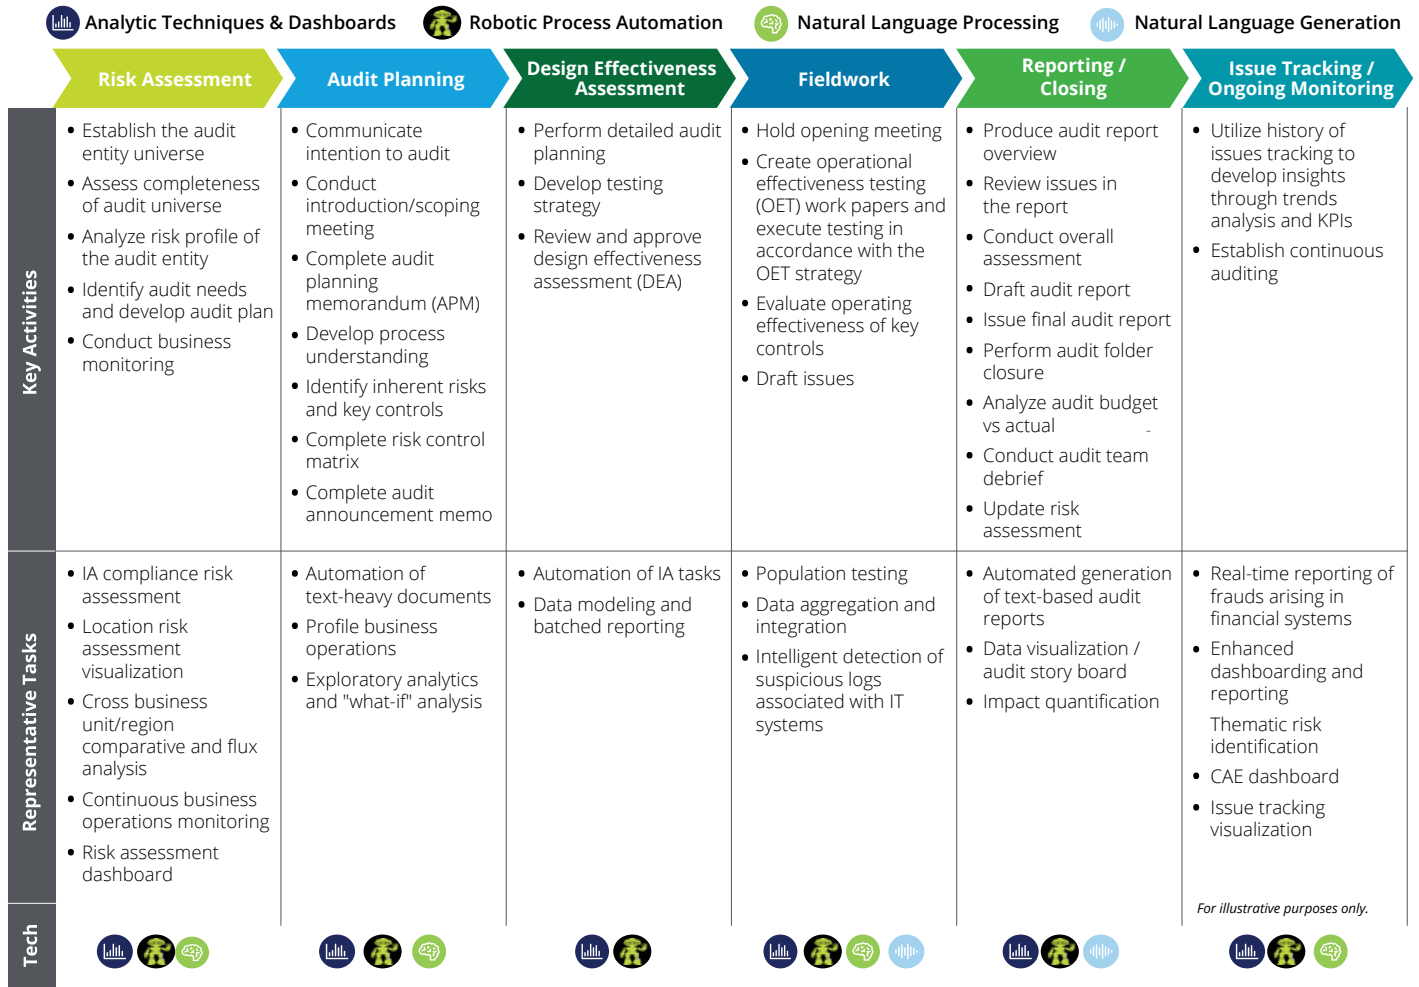 Analytic Techniques & Dashboards
Robotic Process Automation
Natural Language Processing
Natural Language Generation
Risk Assessment
Audit Planning
Design Effectiveness
Assessment
Fieldwork
Reporting /
Closing
Issue Tracking /
Ongoing Monitoring
Key Activities
• Establish the audit
entity universe
• Assess completeness
of audit universe
• Analyze risk profile of
the audit entity
• Identify audit needs
and develop audit plan
• Conduct business
monitoring
• Communicate
intention to audit
• Conduct
introduction/scoping
meeting
• Complete audit
planning
memorandum (APM)
• Develop process
understanding
• Identify inherent risks
and key controls
• Complete risk control
matrix
• Complete audit
announcement memo
• Perform detailed audit
planning
• Develop testing
strategy
• Review and approve
design effectiveness
assessment (DEA)
• Hold opening meeting
• Create operational
effectiveness testing
(OET) work papers and
execute testing in
accordance with the
OET strategy
• Evaluate operating
effectiveness of key
controls
• Draft issues
• Produce audit report
overview
• Review issues in
the report
• Conduct overall
assessment
• Draft audit report
• Issue final audit report
• Perform audit folder
closure
• Analyze audit budget
vs actual
• Conduct audit team
debrief
• Update risk
assessment
• Utilize history of
issues tracking to
develop insights
through trends
analysis and KPIs
• Establish continuous
auditing
Representative Tasks
• IA compliance risk
assessment
• Location risk
assessment
visualization
• Cross business
unit/region
comparative and flux
analysis
• Continuous business
operations monitoring
• Risk assessment
dashboard
• Automation of
text-heavy documents
• Profile business
operations
• Exploratory analytics
and "what-if" analysis
• Automation of IA tasks
• Data modeling and
batched reporting
• Population testing
• Data aggregation and
integration
• Intelligent detection of
suspicious logs
associated with IT
systems
• Automated generation
of text-based audit
reports
• Data visualization /
audit story board
• Impact quantification
• Real-time reporting of
frauds arising in
financial systems
• Enhanced
dashboarding and
reporting
Thematic risk
identification
• CAE dashboard
• Issue tracking
visualization
For illustrative purposes only.
Tech